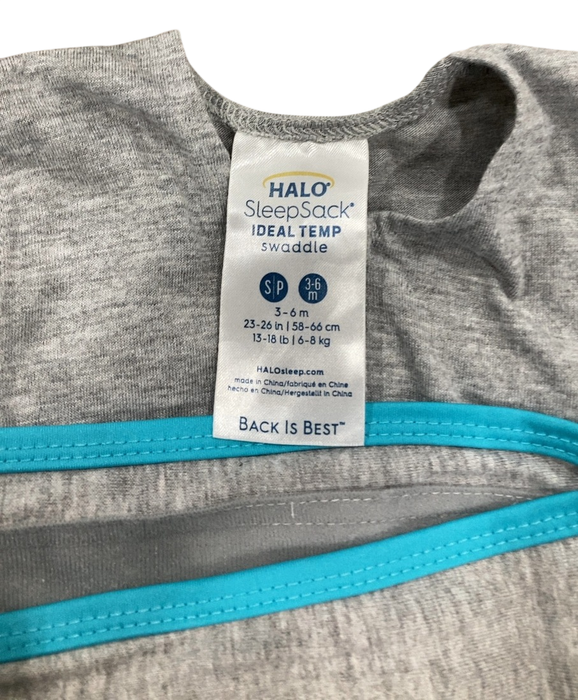 HALO®
SleepSack®
IDEAL TEMP
swaddle
S|P 3-6 m
3-6 m
23-26 in | 58-66 cm
13-18 lb | 6-8 kg
HALOsleep.com
made in China/fabriqué en Chine
hecho en China/Hergestellt in China
BACK IS BEST™